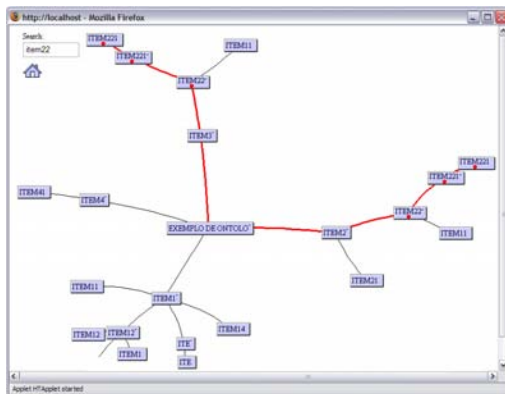 http://localhost - Mozilla Firefox
Search
item22
ITEM221
ITEM221+
ITEM11
ITEM22+
ITEM3+
ITEM221
ITEM221+
ITEM41
ITEM4+
ITEM22+
EXEMPLO DE ONTOLO+
ITEM2+
ITEM11
ITEM21
ITEM11
ITEM1+
ITEM14
ITEM12
ITEM12+
ITE+
ITEM1
ITE
Applet HTApplet started